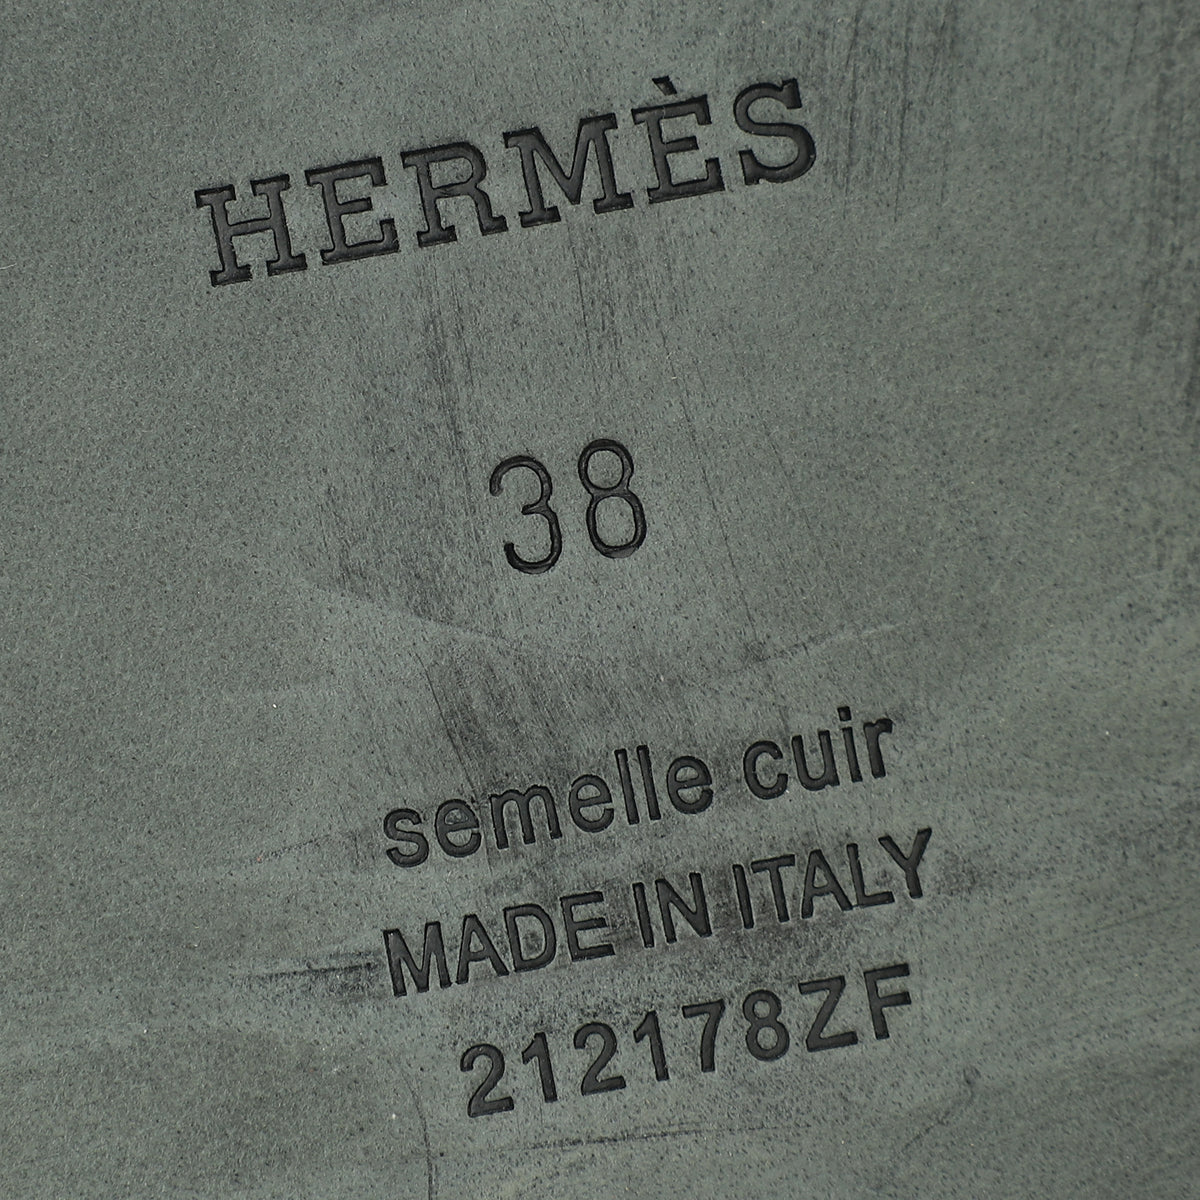 HERMÈS
38
semelle cuir
MADE IN ITALY
212178ZF